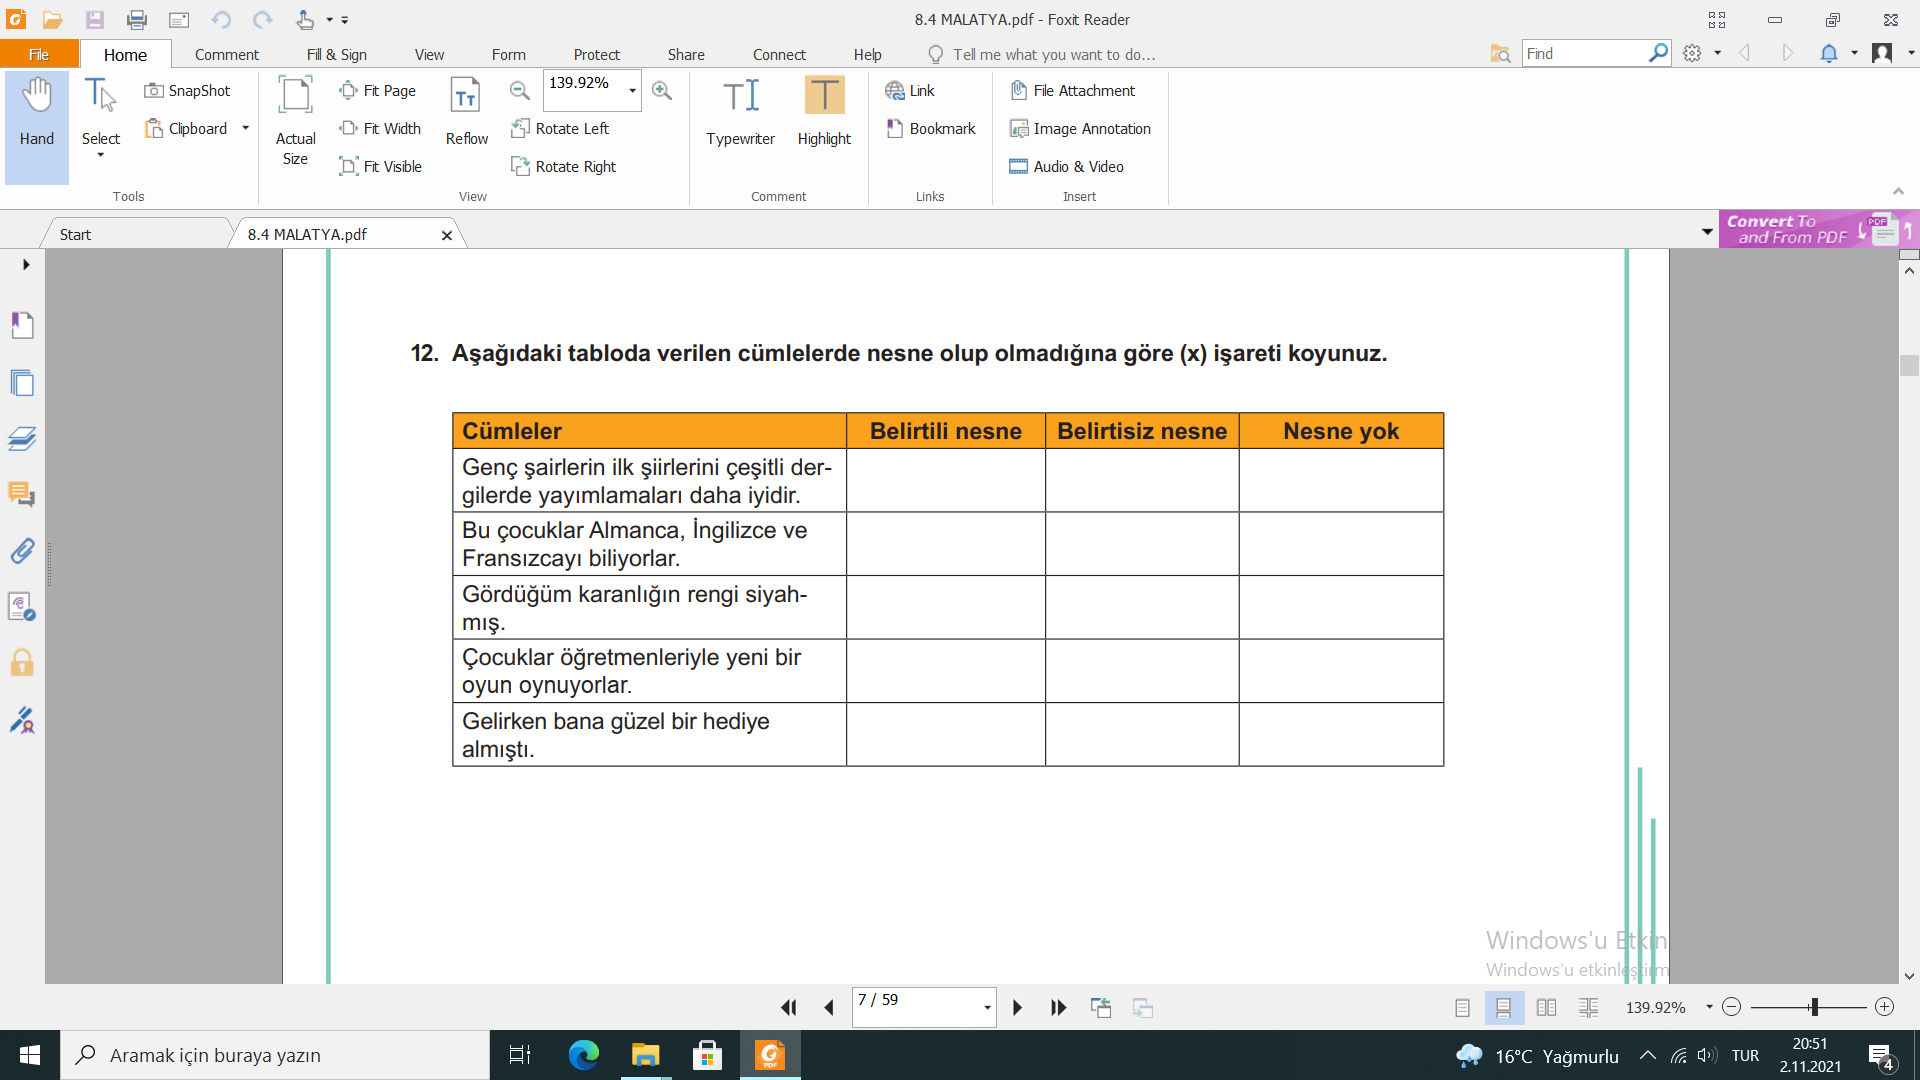 8.4 MALATYA.pdf - Foxit Reader
File Home Comment Fill & Sign View Form Protect Share Connect Help Tell me what you want to do... Find
Hand
Select
SnapShot
Clipboard
Tools
Actual
Size
Fit Page
Fit Width
Fit Visible
Reflow
139.92%
Rotate Left
Rotate Right
View
Typewriter
Highlight
Comment
Link
Bookmark
Links
File Attachment
Image Annotation
Audio & Video
Insert
Start
8.4 MALATYA.pdf
Convert To
and From PDF
PDF
12. Aşağıdaki tabloda verilen cümlelerde nesne olup olmadığına göre (x) işareti koyunuz.
Cümleler Belirtili nesne Belirtisiz nesne Nesne yok
Genç şairlerin ilk şiirlerini çeşitli der-
gilerde yayımlamaları daha iyidir.
Bu çocuklar Almanca, İngilizce ve
Fransızcayı biliyorlar.
Gördüğüm karanlığın rengi siyah-
mış.
Çocuklar öğretmenleriyle yeni bir
oyun oynuyorlar.
Gelirken bana güzel bir hediye
almıştı.
Windows'u
Windows'u
7 / 59
139.92%
Aramak için buraya yazın
16°C Yağmurlu
TUR
20:51
2.11.2021
4